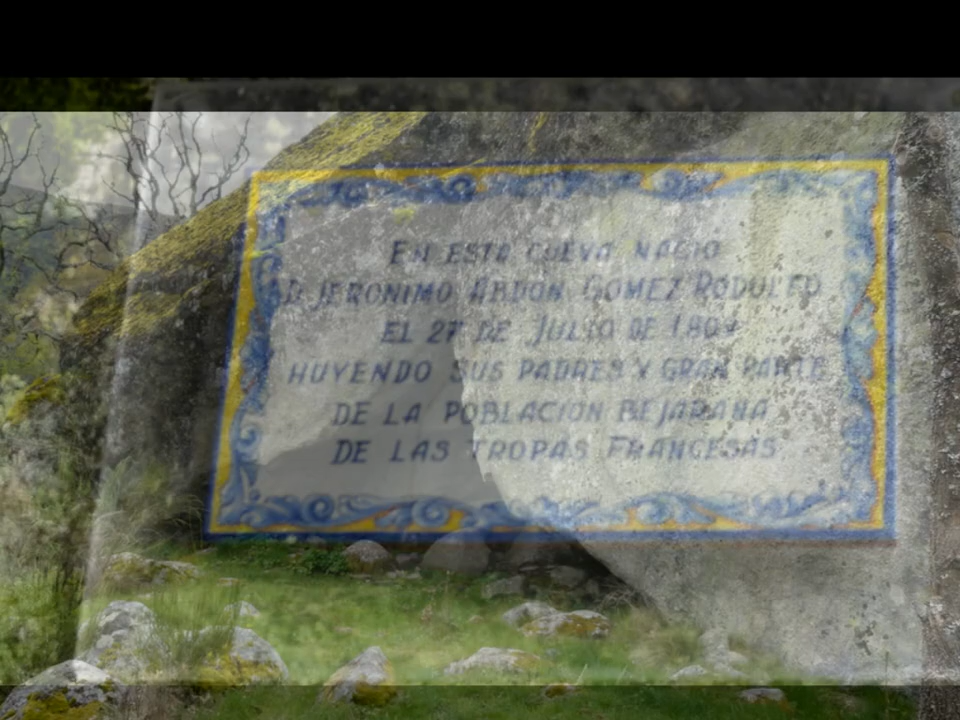 EN ESTA CUEVA NACIO
D. JERONIMO ABDON GOMEZ RODULFO
EL 27 DE JULIO DE 1809
HUYENDO SUS PADRES Y GRAN PARTE
DE LA POBLACION BEJARANA
DE LAS TROPAS FRANCESAS